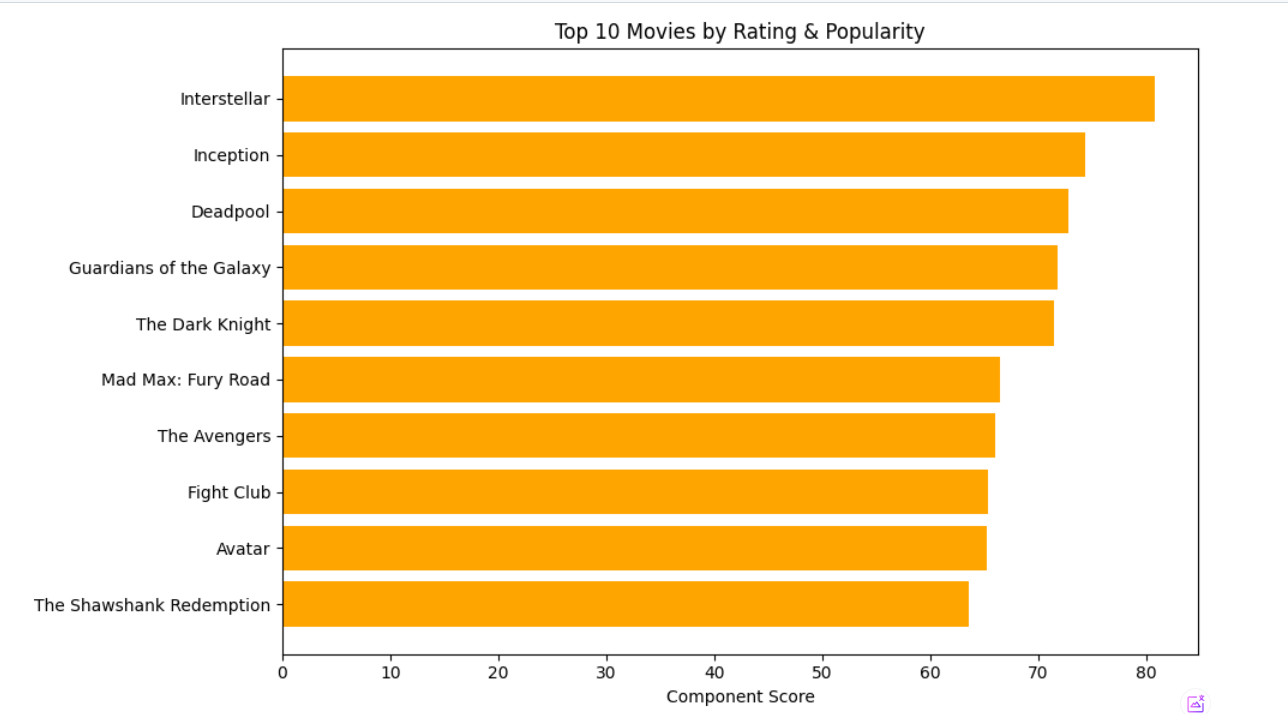 Top 10 Movies by Rating & Popularity
Interstellar
Inception
Deadpool
Guardians of the Galaxy
The Dark Knight
Mad Max: Fury Road
The Avengers
Fight Club
Avatar
The Shawshank Redemption
0 10 20 30 40 50 60 70 80
Component Score